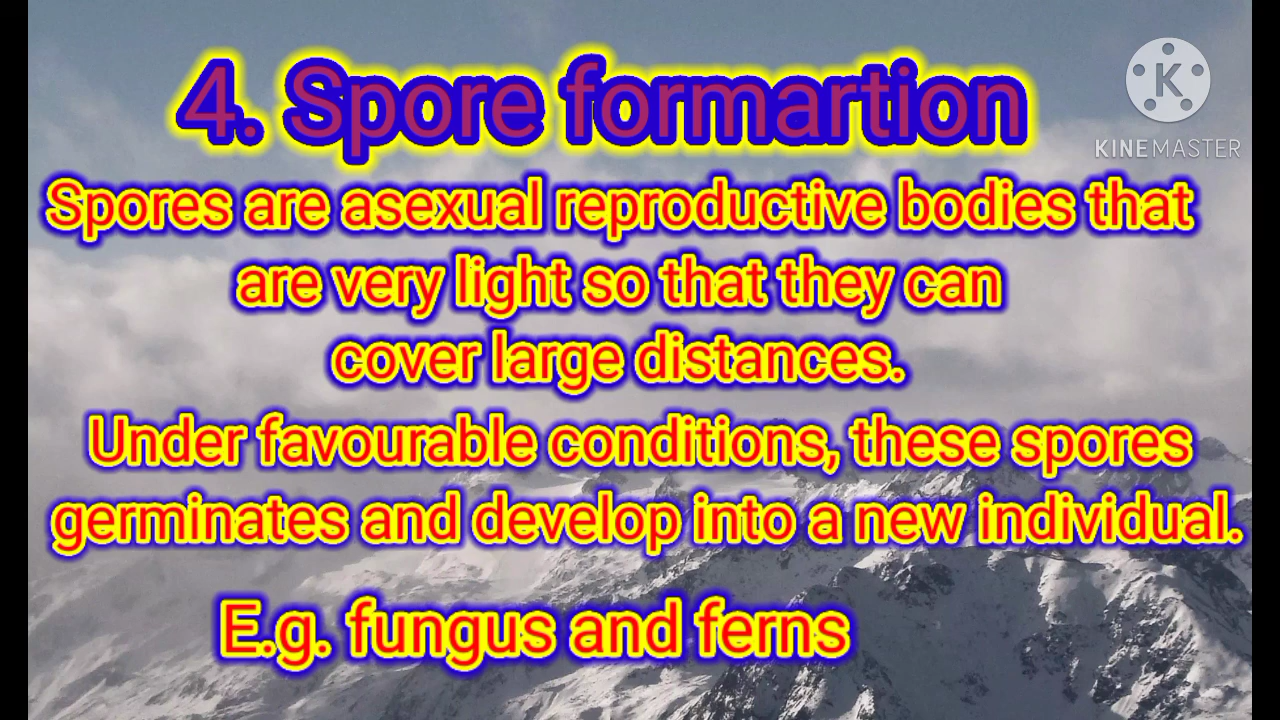 4. Spore formartion
K
KINEMASTER
Spores are asexual reproductive bodies that
are very light so that they can
cover large distances.
Under favourable conditions, these spores
germinates and develop into a new individual.
E.g. fungus and ferns